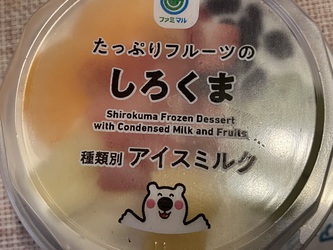 ファミマル
たっぷりフルーツの
しろくま
Shirokuma Frozen Dessert
with Condensed Milk and Fruits
種類別 アイスミルク